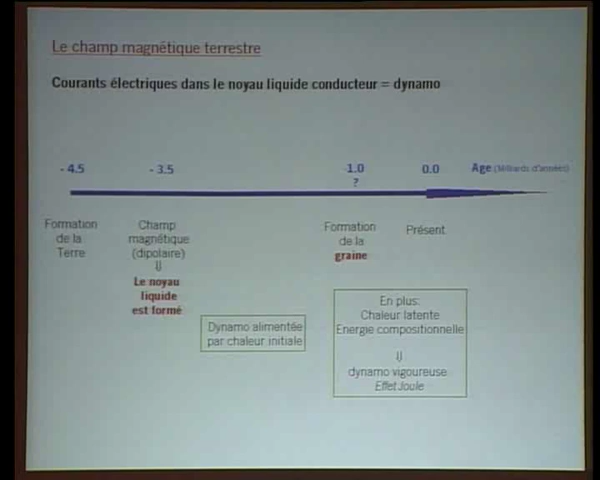 Le champ magnétique terrestre
Courants électriques dans le noyau liquide conducteur = dynamo
- 4.5
- 3.5
-1.0
0.0
Age (Milliards d'années)
?
Formation
de la
Terre
Champ
magnétique
(dipolaire)
⇓
Le noyau
liquide
est formé
Formation
de la
graine
Présent
Dynamo alimentée
par chaleur initiale
En plus:
Chaleur latente
Energie compositionnelle
⇓
dynamo vigoureuse
Effet Joule